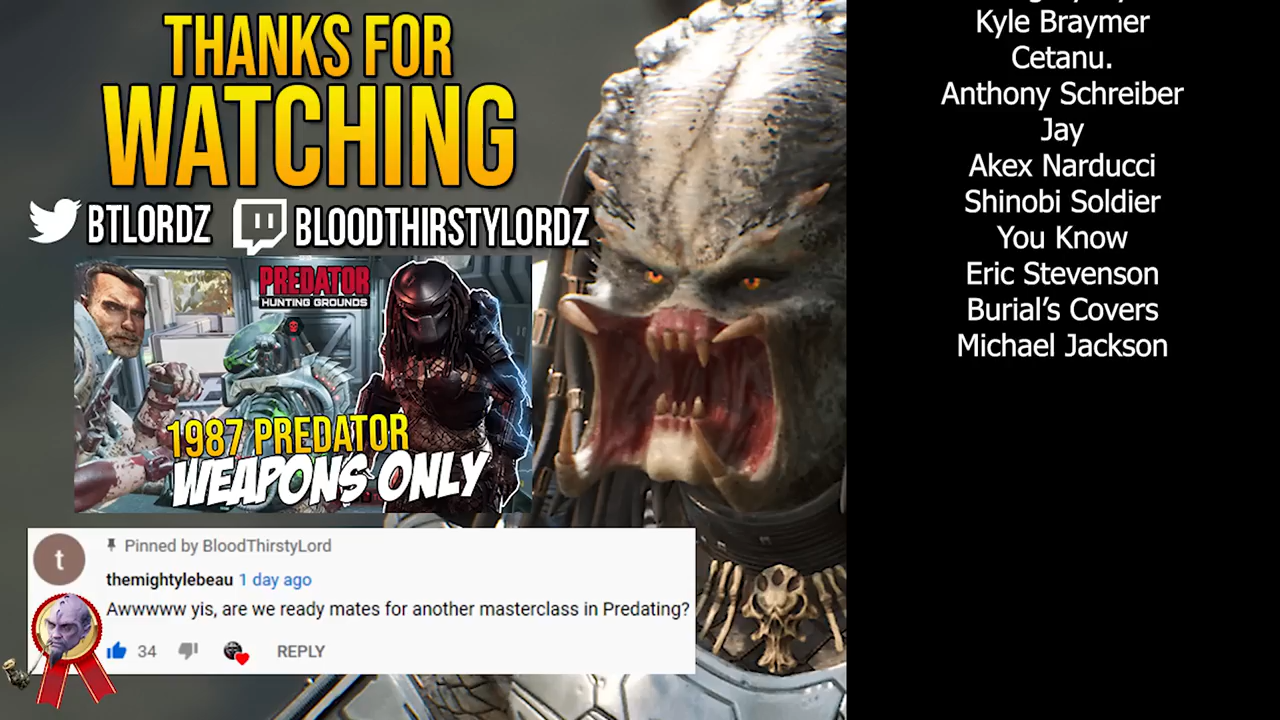 THANKS FOR
WATCHING
BTLORDZ
BLOODTHIRSTYLORDZ
PREDATOR
HUNTING GROUNDS
1987 PREDATOR
WEAPONS ONLY
t
Pinned by BloodThirstyLord
themightylebeau 1 day ago
Awwwww yis, are we ready mates for another masterclass in Predating?
34
REPLY
Kyle Braymer
Cetanu.
Anthony Schreiber
Jay
Akex Narducci
Shinobi Soldier
You Know
Eric Stevenson
Burial’s Covers
Michael Jackson